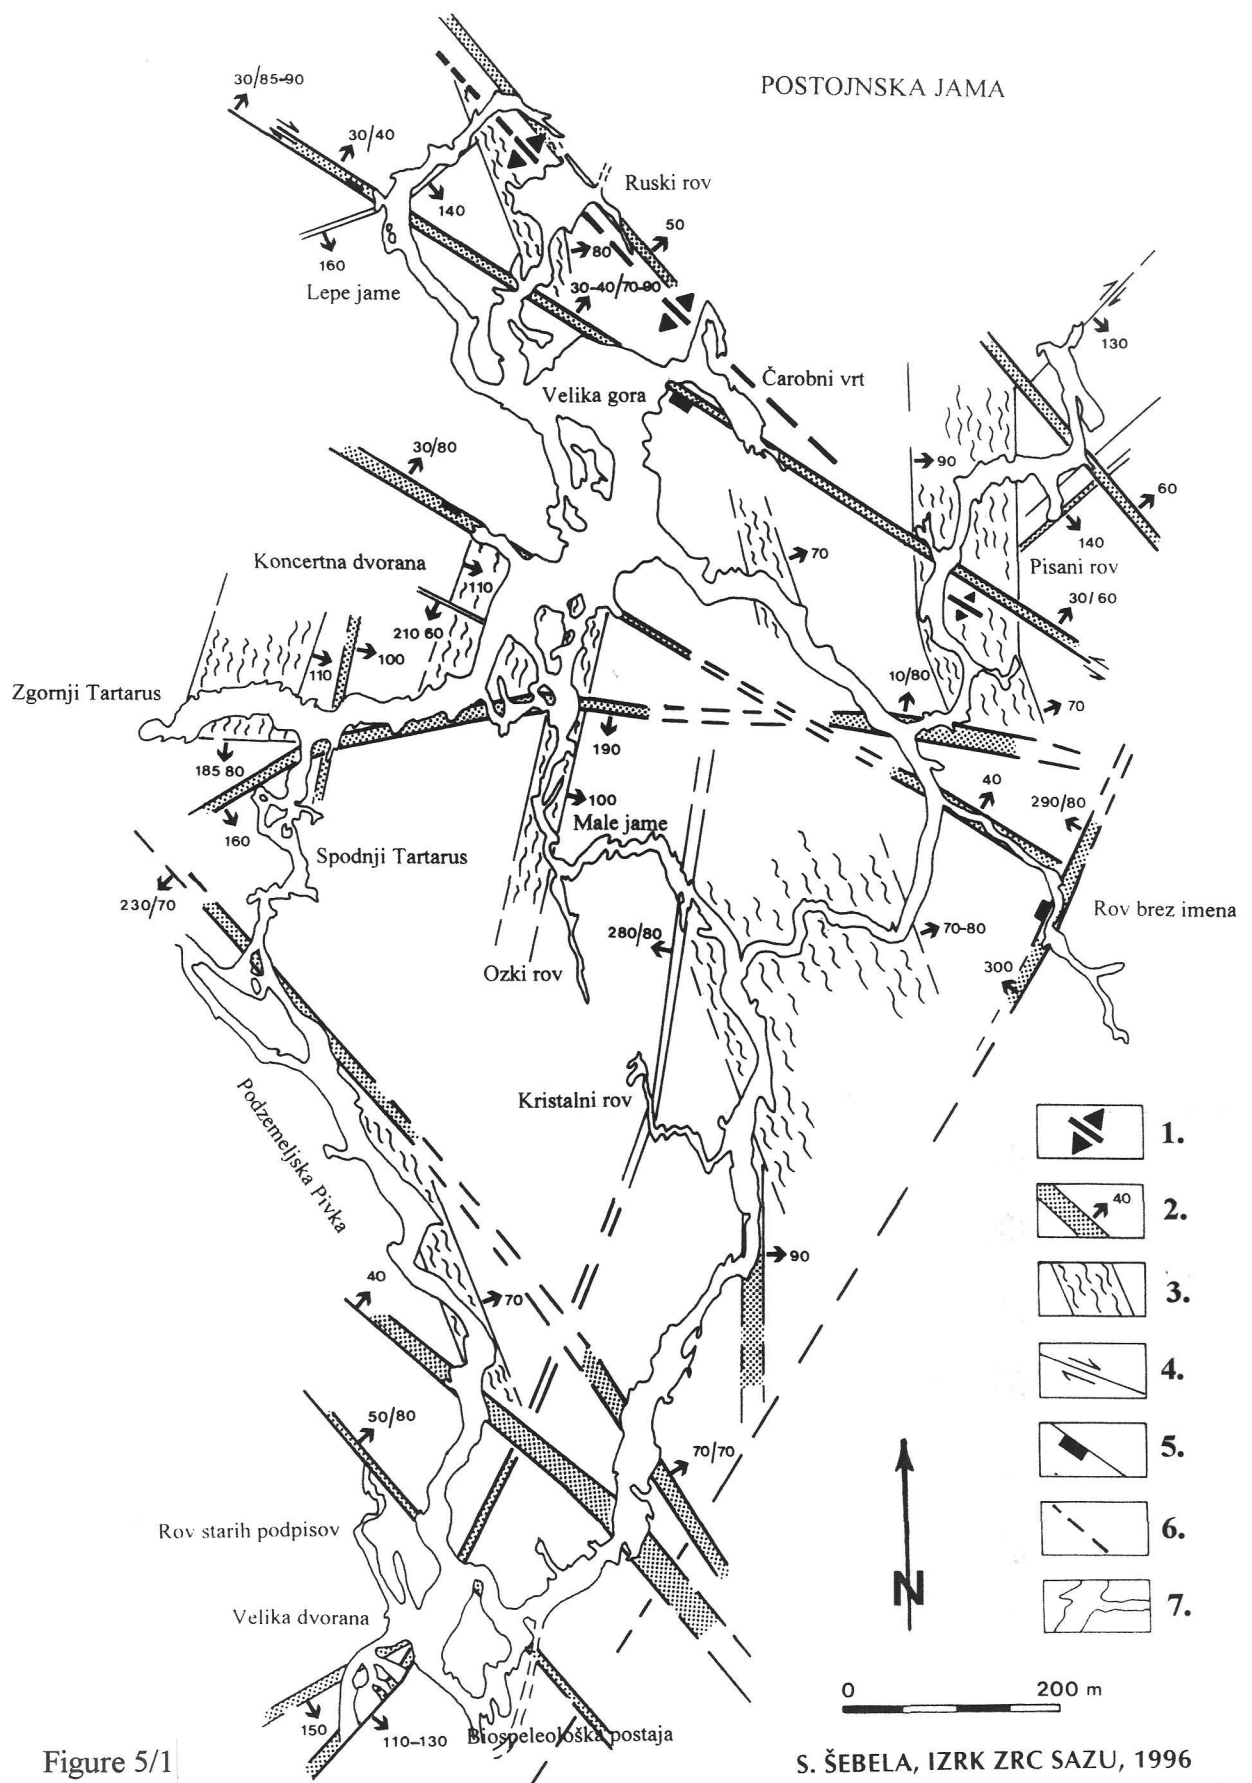 POSTOJNSKA JAMA
30/85-90
30/40
140
Ruski rov
50
160
80
Lepe jame
30-40/70-90
130
Čarobni vrt
Velika gora
30/80
90
60
Koncertna dvorana
110
70
140
Pisani rov
30/60
210 60
100
110
Zgornji Tartarus
10/80
70
190
185 80
40
290/80
100
Male jame
160
Spodnji Tartarus
230/70
Rov brez imena
280/80
70-80
Ozki rov
300
Kristalni rov
Podzemeljska Pivka
1.
40
2.
90
40
70
3.
4.
50/80
70/70
5.
Rov starih podpisov
6.
N
Velika dvorana
7.
0 200 m
150
110–130
Biospeleološka postaja
Figure 5/1
S. ŠEBELA, IZRK ZRC SAZU, 1996